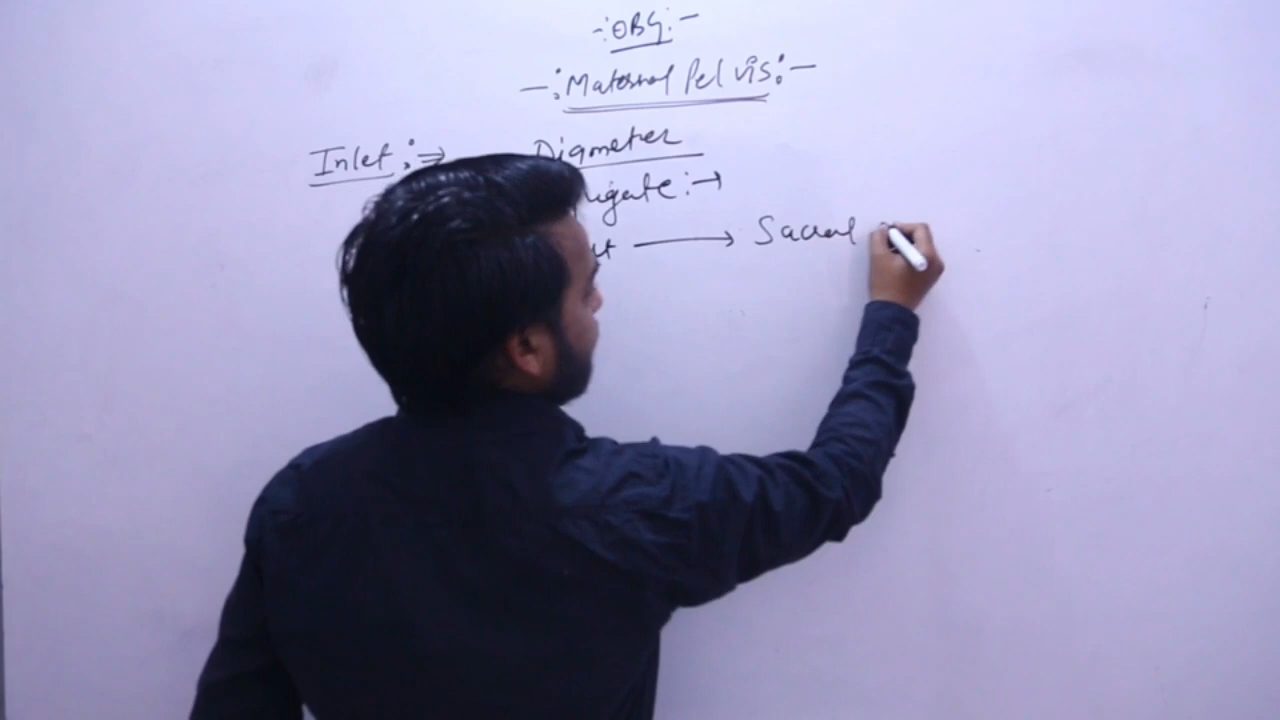 -: OBG :-
-: Maternal Pelvis :-
Inlet :⇒ Diameter
:→
⟶ Sacral